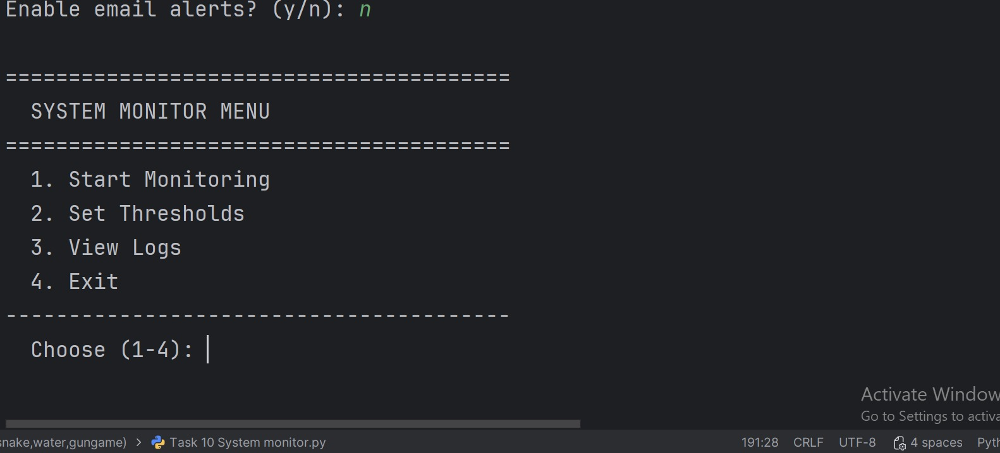 Enable email alerts? (y/n): n
========================================
SYSTEM MONITOR MENU
========================================
1. Start Monitoring
2. Set Thresholds
3. View Logs
4. Exit
----------------------------------------
Choose (1-4):
Activate Window
Go to Settings to activa
snake,water,gungame) > Task 10 System monitor.py 191:28 CRLF UTF-8 4 spaces Pyth